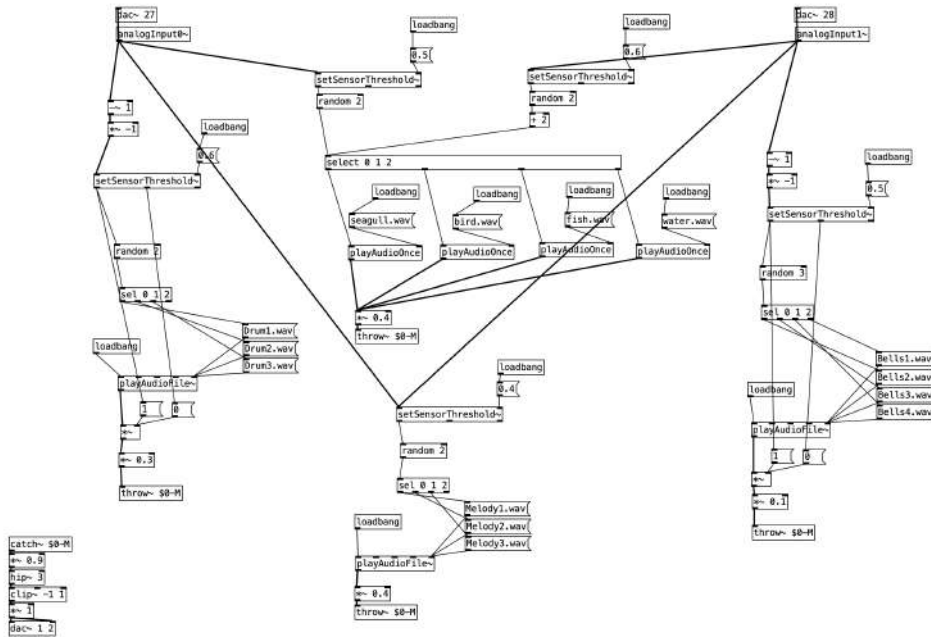 dac~ 27
analogInput0~
loadbang
0.5
setSensorThreshold~
random 2
loadbang
0.6
setSensorThreshold~
random 2
+ 2
dac~ 28
analogInput1~
-~ 1
*~ -1
loadbang
0.6
setSensorThreshold~
random 2
sel 0 1 2
Drum1.wav
Drum2.wav
Drum3.wav
loadbang
playAudioFile~
1
0
*~
*~ 0.3
throw~ $0-M
select 0 1 2
loadbang
seagull.wav
playAudioOnce
loadbang
bird.wav
playAudioOnce
loadbang
fish.wav
playAudioOnce
loadbang
water.wav
playAudioOnce
*~ 0.4
throw~ $0-M
loadbang
0.4
setSensorThreshold~
random 2
sel 0 1 2
Melody1.wav
Melody2.wav
Melody3.wav
loadbang
playAudioFile~
*~ 0.4
throw~ $0-M
-~ 1
*~ -1
loadbang
0.5
setSensorThreshold~
random 3
sel 0 1 2
Bells1.wav
Bells2.wav
Bells3.wav
Bells4.wav
loadbang
playAudioFile~
1
0
*~
*~ 0.1
throw~ $0-M
catch~ $0-M
*~ 0.9
hip~ 3
clip~ -1 1
*~ 1
dac~ 1 2